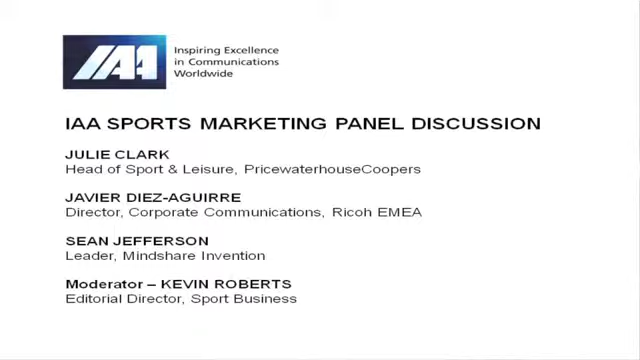 IAA
Inspiring Excellence
in Communications
Worldwide
IAA SPORTS MARKETING PANEL DISCUSSION
JULIE CLARK
Head of Sport & Leisure, PricewaterhouseCoopers
JAVIER DIEZ-AGUIRRE
Director, Corporate Communications, Ricoh EMEA
SEAN JEFFERSON
Leader, Mindshare Invention
Moderator – KEVIN ROBERTS
Editorial Director, Sport Business